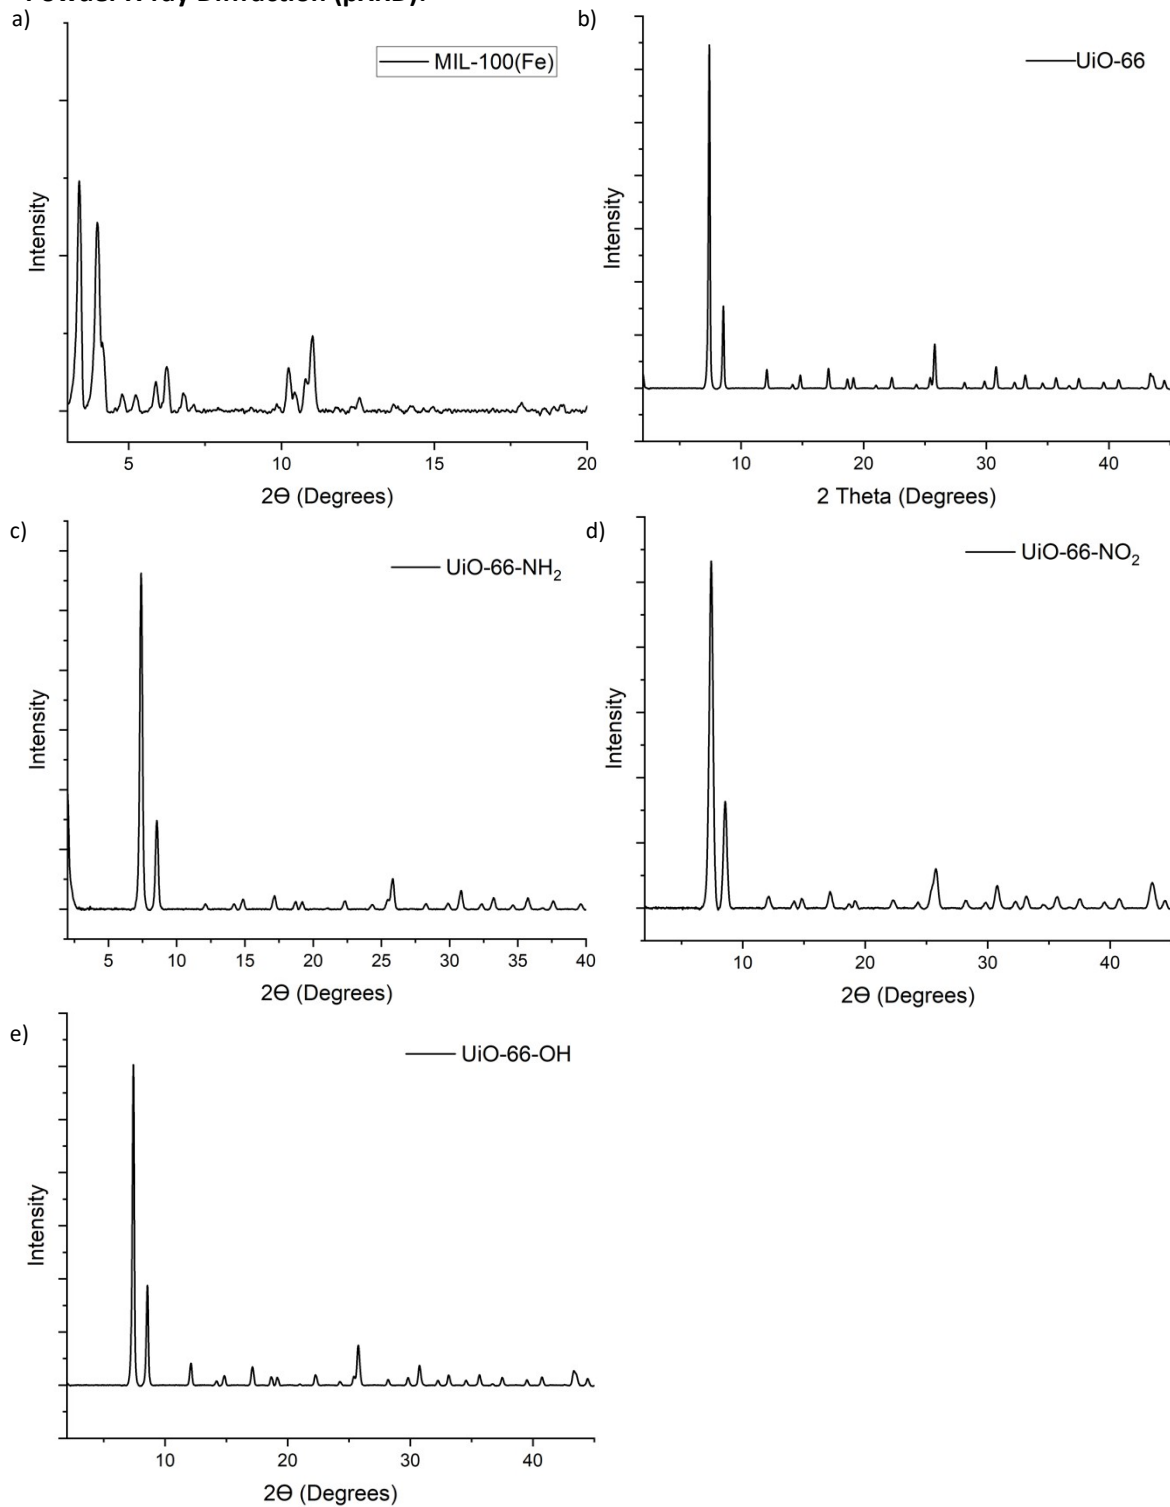 Powder X-ray Diffraction (pXRD):
a)
MIL-100(Fe)
Intensity
5 10 15 20
2Θ (Degrees)
b)
UiO-66
Intensity
10 20 30 40
2 Theta (Degrees)
c)
UiO-66-NH₂
Intensity
5 10 15 20 25 30 35 40
2Θ (Degrees)
d)
UiO-66-NO₂
Intensity
10 20 30 40
2Θ (Degrees)
e)
UiO-66-OH
Intensity
10 20 30 40
2Θ (Degrees)